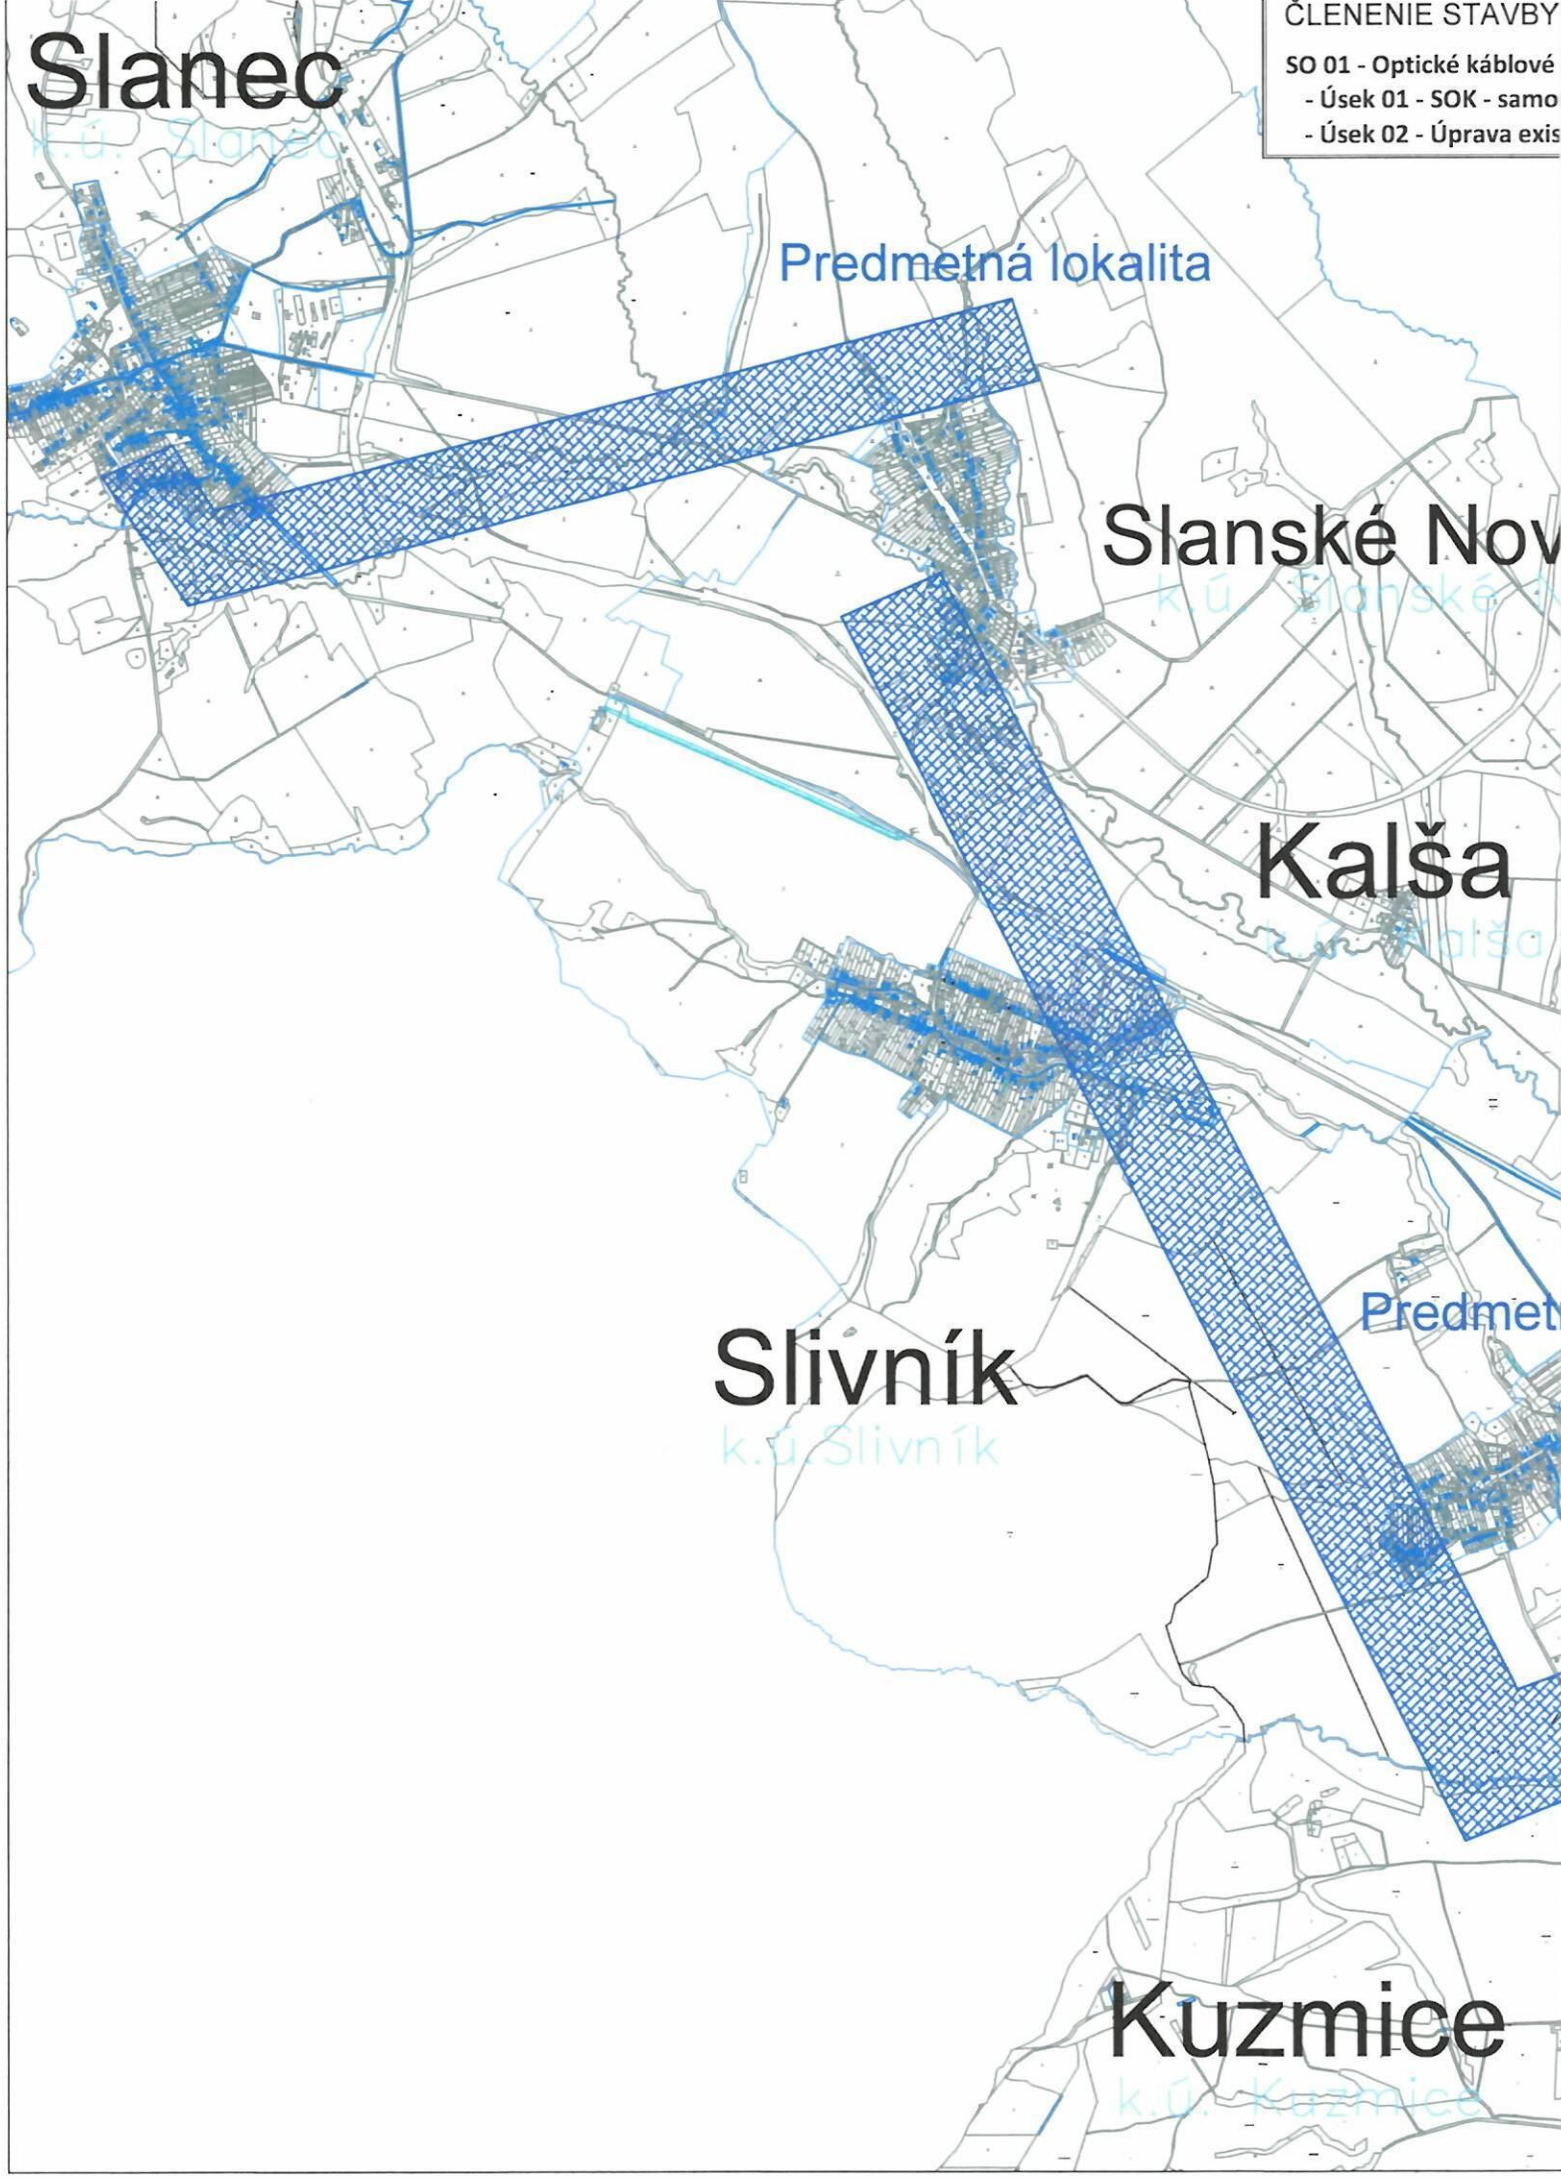 ČLENENIE STAVBY
SO 01 - Optické káblové
- Úsek 01 - SOK - samo
- Úsek 02 - Úprava exis
Slanec
k.ú. Slanec
Predmetná lokalita
Slanské Nov
k.ú. Slanské
Kalša
k.ú. Kalša
Predmet
Slivník
k.ú.Slivník
Kuzmice
k.ú. Kuzmice